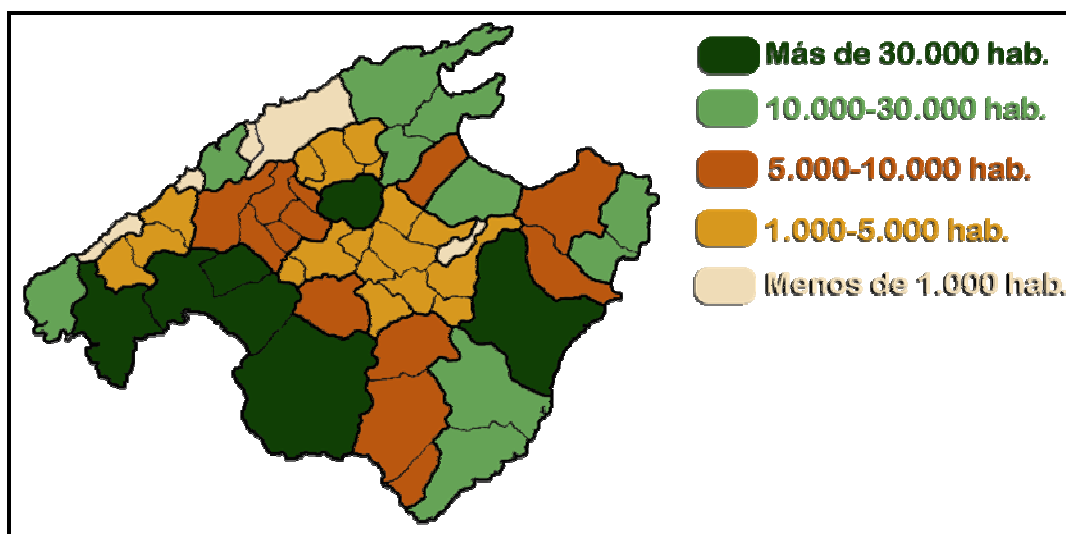 Más de 30.000 hab.
10.000-30.000 hab.
5.000-10.000 hab.
1.000-5.000 hab.
Menos de 1.000 hab.